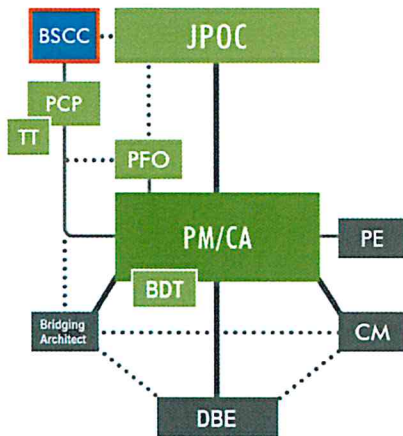 BSCC
JPOC
PCP
TT
PFO
PM/CA
PE
BDT
Bridging
Architect
CM
DBE